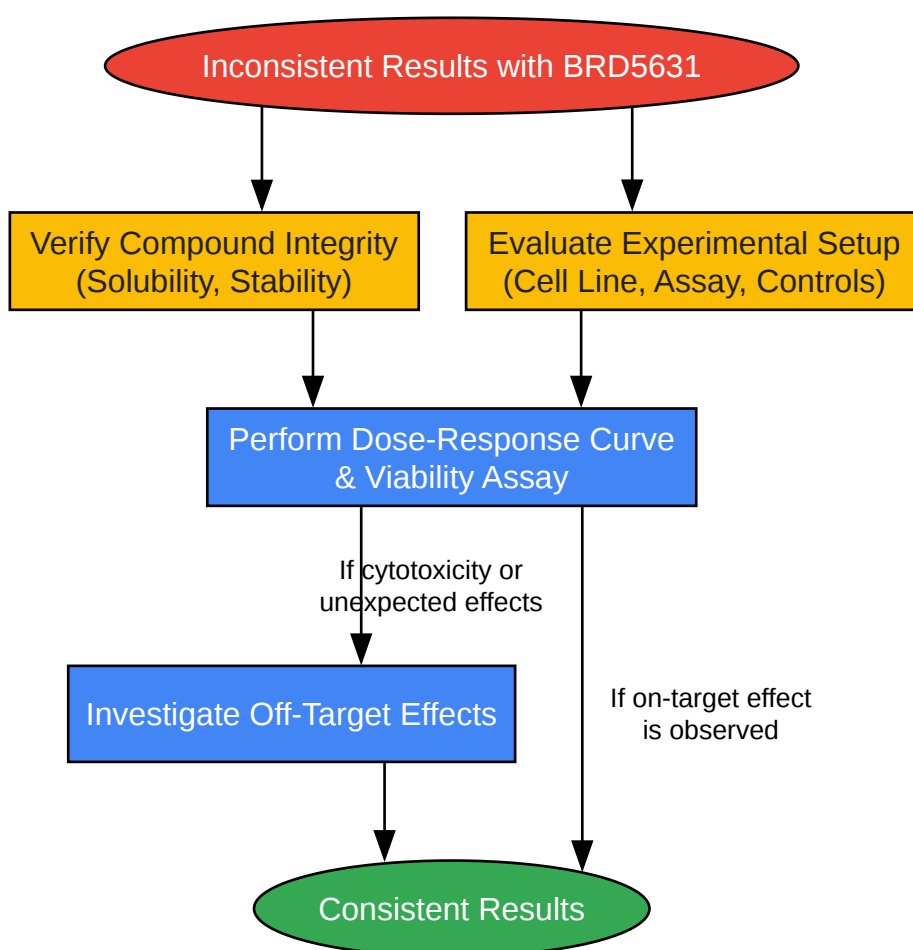 Inconsistent Results with BRD5631
Verify Compound Integrity
(Solubility, Stability)
Evaluate Experimental Setup
(Cell Line, Assay, Controls)
Perform Dose-Response Curve
& Viability Assay
If cytotoxicity or
unexpected effects
Investigate Off-Target Effects
If on-target effect
is observed
Consistent Results